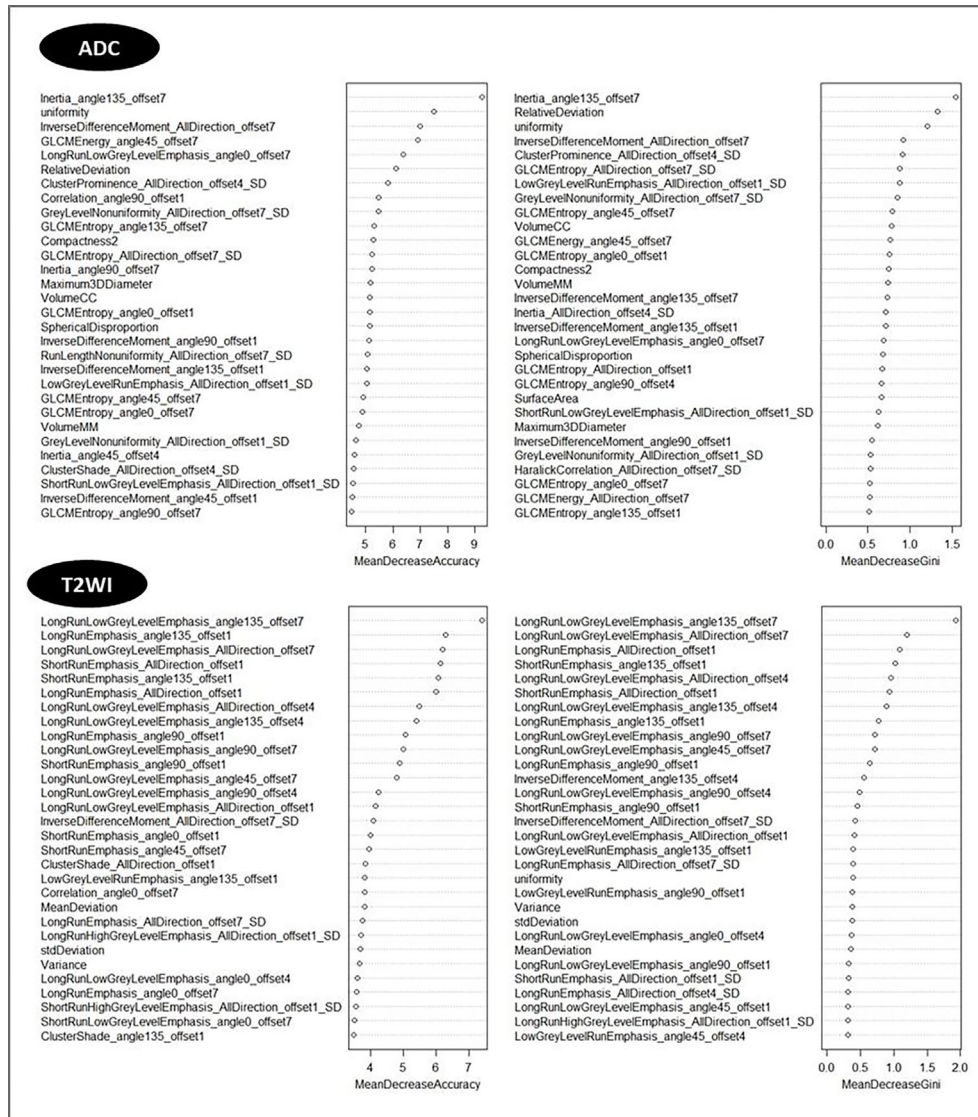 ADC
Inertia_angle135_offset7
uniformity
InverseDifferenceMoment_AllDirection_offset7
GLCMEnergy_angle45_offset7
LongRunLowGreyLevelEmphasis_angle0_offset7
RelativeDeviation
ClusterProminence_AllDirection_offset4_SD
Correlation_angle90_offset1
GreyLevelNonuniformity_AllDirection_offset7_SD
GLCMEntropy_angle135_offset7
Compactness2
GLCMEntropy_AllDirection_offset7_SD
Inertia_angle90_offset7
Maximum3DDiameter
VolumeCC
GLCMEntropy_angle0_offset1
SphericalDisproportion
InverseDifferenceMoment_angle90_offset1
RunLengthNonuniformity_AllDirection_offset7_SD
InverseDifferenceMoment_angle135_offset1
LowGreyLevelRunEmphasis_AllDirection_offset1_SD
GLCMEntropy_angle45_offset7
GLCMEntropy_angle0_offset7
VolumeMM
GreyLevelNonuniformity_AllDirection_offset1_SD
Inertia_angle45_offset4
ClusterShade_AllDirection_offset4_SD
ShortRunLowGreyLevelEmphasis_AllDirection_offset1_SD
InverseDifferenceMoment_angle45_offset1
GLCMEntropy_angle90_offset7
5 6 7 8 9
MeanDecreaseAccuracy
Inertia_angle135_offset7
RelativeDeviation
uniformity
InverseDifferenceMoment_AllDirection_offset7
ClusterProminence_AllDirection_offset4_SD
GLCMEntropy_AllDirection_offset7_SD
LowGreyLevelRunEmphasis_AllDirection_offset1_SD
GreyLevelNonuniformity_AllDirection_offset7_SD
GLCMEntropy_angle45_offset7
VolumeCC
GLCMEnergy_angle45_offset7
GLCMEntropy_angle0_offset1
Compactness2
VolumeMM
InverseDifferenceMoment_angle135_offset7
Inertia_AllDirection_offset4_SD
InverseDifferenceMoment_angle135_offset1
LongRunLowGreyLevelEmphasis_angle0_offset7
SphericalDisproportion
GLCMEntropy_AllDirection_offset1
GLCMEntropy_angle90_offset4
SurfaceArea
ShortRunLowGreyLevelEmphasis_AllDirection_offset1_SD
Maximum3DDiameter
InverseDifferenceMoment_angle90_offset1
GreyLevelNonuniformity_AllDirection_offset1_SD
HaralickCorrelation_AllDirection_offset7_SD
GLCMEntropy_angle0_offset7
GLCMEnergy_AllDirection_offset7
GLCMEntropy_angle135_offset1
0.0 0.5 1.0 1.5
MeanDecreaseGini
T2WI
LongRunLowGreyLevelEmphasis_angle135_offset7
LongRunEmphasis_angle135_offset1
LongRunLowGreyLevelEmphasis_AllDirection_offset7
ShortRunEmphasis_AllDirection_offset1
ShortRunEmphasis_angle135_offset1
LongRunEmphasis_AllDirection_offset1
LongRunLowGreyLevelEmphasis_AllDirection_offset4
LongRunLowGreyLevelEmphasis_angle135_offset4
LongRunEmphasis_angle90_offset1
LongRunLowGreyLevelEmphasis_angle90_offset7
ShortRunEmphasis_angle90_offset1
LongRunLowGreyLevelEmphasis_angle45_offset7
LongRunLowGreyLevelEmphasis_angle90_offset4
LongRunLowGreyLevelEmphasis_AllDirection_offset1
InverseDifferenceMoment_AllDirection_offset7_SD
ShortRunEmphasis_angle0_offset1
ShortRunEmphasis_angle45_offset7
ClusterShade_AllDirection_offset1
LowGreyLevelRunEmphasis_angle135_offset1
Correlation_angle0_offset7
MeanDeviation
LongRunEmphasis_AllDirection_offset7_SD
LongRunHighGreyLevelEmphasis_AllDirection_offset1_SD
stdDeviation
Variance
LongRunLowGreyLevelEmphasis_angle0_offset4
LongRunEmphasis_angle0_offset7
ShortRunHighGreyLevelEmphasis_AllDirection_offset1_SD
ShortRunLowGreyLevelEmphasis_angle0_offset7
ClusterShade_angle135_offset1
4 5 6 7
MeanDecreaseAccuracy
LongRunLowGreyLevelEmphasis_angle135_offset7
LongRunLowGreyLevelEmphasis_AllDirection_offset7
LongRunEmphasis_AllDirection_offset1
ShortRunEmphasis_angle135_offset1
LongRunLowGreyLevelEmphasis_AllDirection_offset4
ShortRunEmphasis_AllDirection_offset1
LongRunLowGreyLevelEmphasis_angle135_offset4
LongRunEmphasis_angle135_offset1
LongRunLowGreyLevelEmphasis_angle90_offset7
LongRunLowGreyLevelEmphasis_angle45_offset7
LongRunEmphasis_angle90_offset1
InverseDifferenceMoment_angle135_offset4
LongRunLowGreyLevelEmphasis_angle90_offset4
ShortRunEmphasis_angle90_offset1
InverseDifferenceMoment_AllDirection_offset7_SD
LongRunLowGreyLevelEmphasis_AllDirection_offset1
LowGreyLevelRunEmphasis_angle135_offset1
LongRunEmphasis_AllDirection_offset7_SD
uniformity
LowGreyLevelRunEmphasis_angle90_offset1
Variance
stdDeviation
LongRunLowGreyLevelEmphasis_angle0_offset4
MeanDeviation
LongRunLowGreyLevelEmphasis_angle90_offset1
ShortRunEmphasis_AllDirection_offset1_SD
LongRunEmphasis_AllDirection_offset4_SD
LongRunLowGreyLevelEmphasis_angle45_offset1
LongRunHighGreyLevelEmphasis_AllDirection_offset1_SD
LowGreyLevelRunEmphasis_angle45_offset4
0.0 0.5 1.0 1.5 2.0
MeanDecreaseGini